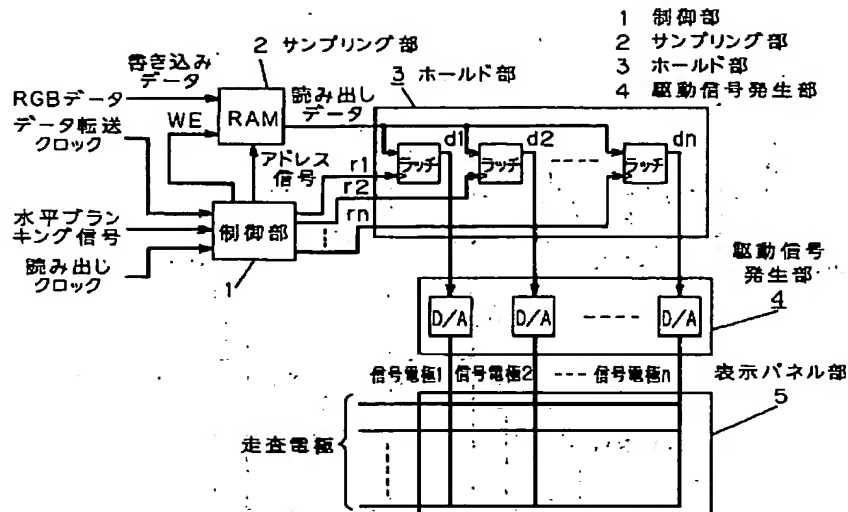 1 制御部
2 サンプリング部
3 ホールド部
4 駆動信号発生部
2 サンプリング部
書き込み
データ
RGBデータ
データ転送
クロック
WE
RAM
読み出し
データ
アドレス
信号
水平ブラン
キング信号
読み出し
クロック
制御部
1
r1
r2
rn
3 ホールド部
ラッチ
d1
ラッチ
d2
ラッチ
dn
駆動信号
発生部
4
D/A
D/A
D/A
信号電極1
信号電極2
信号電極n
表示パネル部
5
走査電極